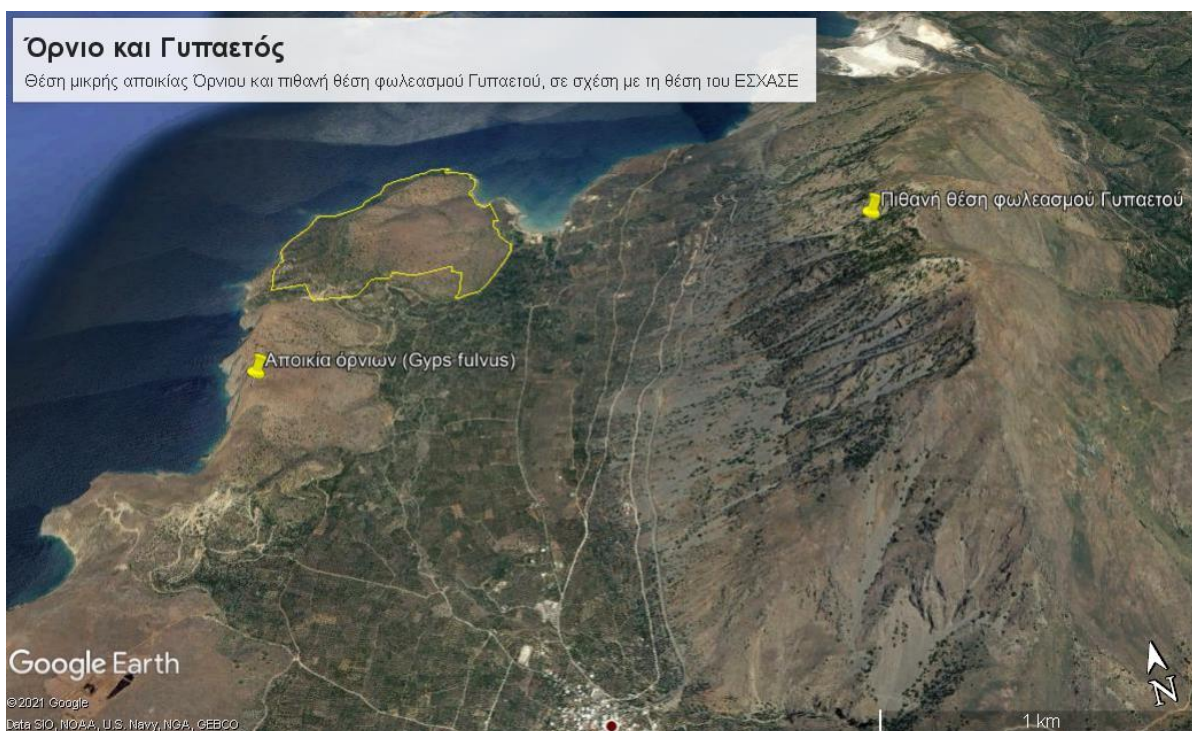 Όρνιο και Γυπαετός
Θέση μικρής αποικίας Όρνιου και πιθανή θέση φωλεασμού Γυπαετού, σε σχέση με τη θέση του ΕΣΧΑΣΕ
Πιθανή θέση φωλεασμού Γυπαετού
Αποικία όρνιων (Gyps fulvus)
Google Earth
©2021 Google
Data SIO, NOAA, U.S. Navy, NGA, GEBCO
N
1 km